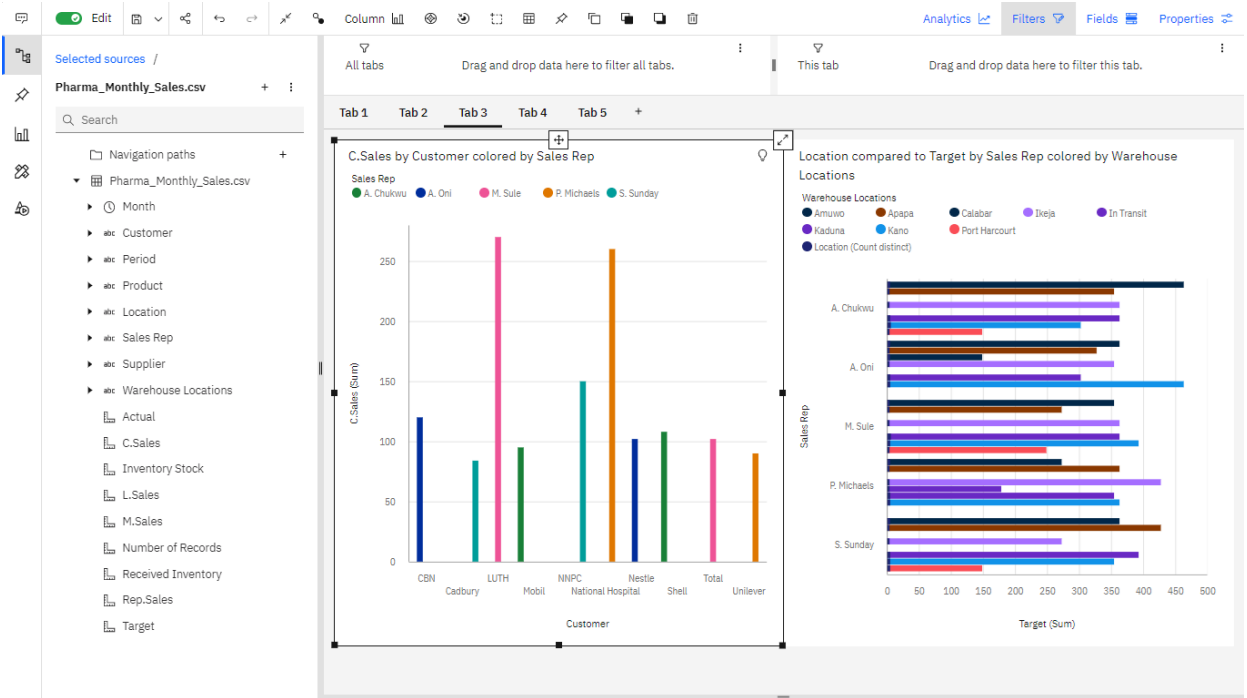 Edit
Column
Analytics
Filters
Fields
Properties
Selected sources /
Pharma_Monthly_Sales.csv
Search
Navigation paths
Pharma_Monthly_Sales.csv
Month
abc Customer
abc Period
abc Product
abc Location
abc Sales Rep
abc Supplier
abc Warehouse Locations
Actual
C.Sales
Inventory Stock
L.Sales
M.Sales
Number of Records
Received Inventory
Rep.Sales
Target
All tabs
Drag and drop data here to filter all tabs.
This tab
Drag and drop data here to filter this tab.
Tab 1 Tab 2 Tab 3 Tab 4 Tab 5 +
C.Sales by Customer colored by Sales Rep
Sales Rep
A. Chukwu A. Oni M. Sule P. Michaels S. Sunday
C.Sales (Sum)
250
200
150
100
50
0
CBN LUTH NNPC Nestle Total
Cadbury Mobil National Hospital Shell Unilever
Customer
Location compared to Target by Sales Rep colored by Warehouse
Locations
Warehouse Locations
Amuwo Apapa Calabar Ikeja In Transit
Kaduna Kano Port Harcourt
Location (Count distinct)
Sales Rep
A. Chukwu
A. Oni
M. Sule
P. Michaels
S. Sunday
0 50 100 150 200 250 300 350 400 450 500
Target (Sum)